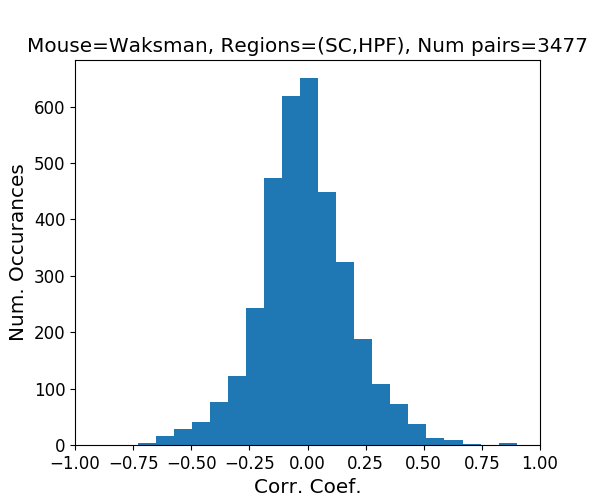 Mouse=Waksman, Regions=(SC,HPF), Num pairs=3477
Num. Occurances
600
500
400
300
200
100
0
−1.00 −0.75 −0.50 −0.25 0.00 0.25 0.50 0.75 1.00
Corr. Coef.